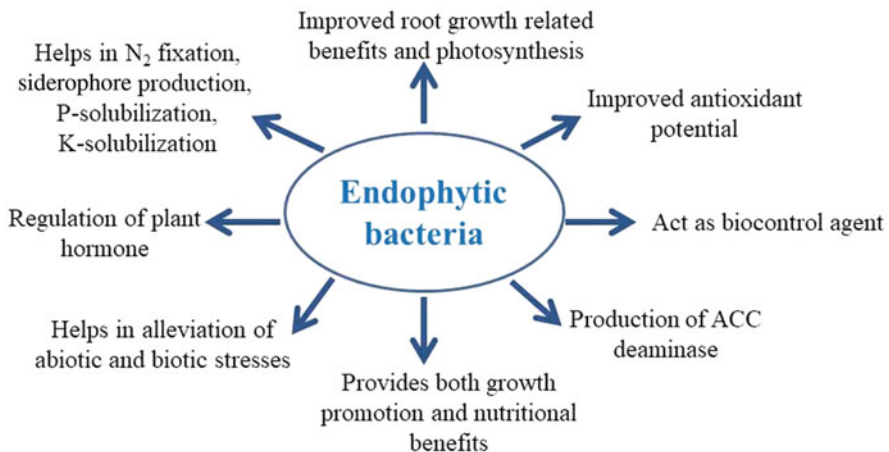 Improved root growth related
benefits and photosynthesis
Helps in N₂ fixation,
siderophore production,
P-solubilization,
K-solubilization
Improved antioxidant
potential
Endophytic
bacteria
Regulation of plant
hormone
Act as biocontrol agent
Helps in alleviation of
abiotic and biotic stresses
Production of ACC
deaminase
Provides both growth
promotion and nutritional
benefits